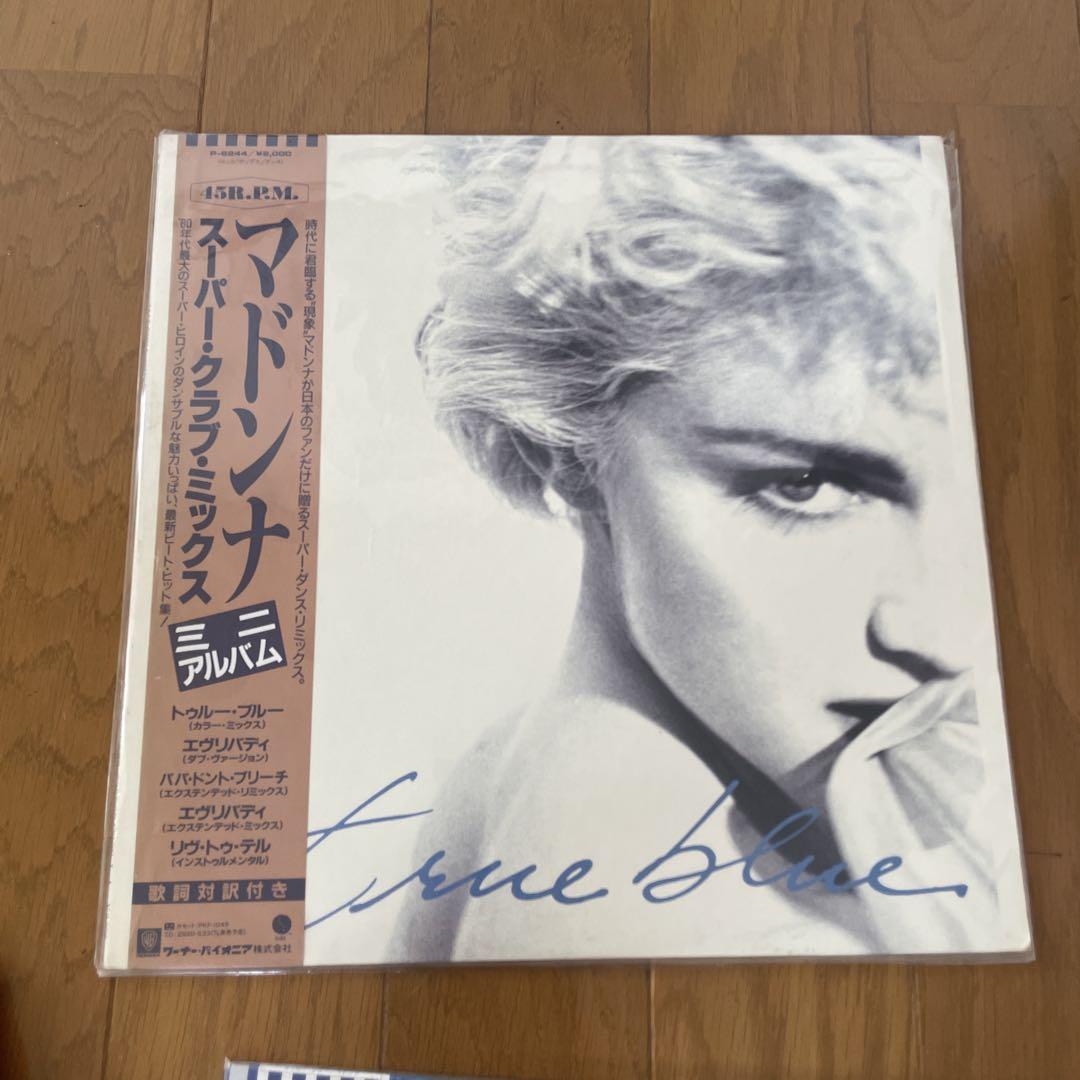 P-6244/¥2,000
45R.P.M.
時代に君臨する“現象”マドンナが日本のファンだけに贈るスーパー・ダンス・リミックス。
マドンナ
スーパー・クラブ・ミックス
'80年代最大のスーパー・ヒロインのダンサブルな魅力いっぱい、最新ビート・ヒット集!
ミニ
アルバム
トゥルー・ブルー
(カラー・ミックス)
エヴリバディ
(ダブ・ヴァージョン)
パパ・ドント・プリーチ
(エクステンデッド・リミックス)
エヴリバディ
(エクステンデッド・ミックス)
リヴ・トゥ・テル
(インストゥルメンタル)
歌詞対訳付き
ワーナー・パイオニア株式会社
true blue